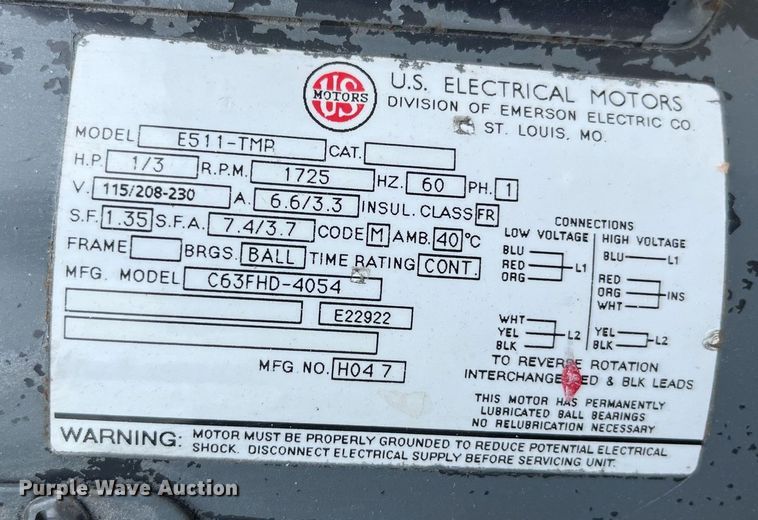 US MOTORS
U.S. ELECTRICAL MOTORS
DIVISION OF EMERSON ELECTRIC CO.
ST. LOUIS, MO.
MODEL E511-TMP CAT.
H.P. 1/3 R.P.M. 1725 HZ. 60 PH. 1
V. 115/208-230 A. 6.6/3.3 INSUL. CLASS FR
S.F. 1.35 S.F.A. 7.4/3.7 CODE M AMB. 40 °C
FRAME BRGS. BALL TIME RATING CONT.
MFG. MODEL C63FHD-4054
E22922
MFG NO. H04 7
CONNECTIONS
LOW VOLTAGE HIGH VOLTAGE
BLU BLU L1
RED L1 RED
ORG ORG INS
WHT
WHT
YEL L2 YEL L2
BLK BLK
TO REVERSE ROTATION
INTERCHANGE RED & BLK LEADS
THIS MOTOR HAS PERMANENTLY
LUBRICATED BALL BEARINGS
NO RELUBRICATION NECESSARY
WARNING: MOTOR MUST BE PROPERLY GROUNDED TO REDUCE POTENTIAL ELECTRICAL
SHOCK. DISCONNECT ELECTRICAL SUPPLY BEFORE SERVICING UNIT.
Purple Wave Auction